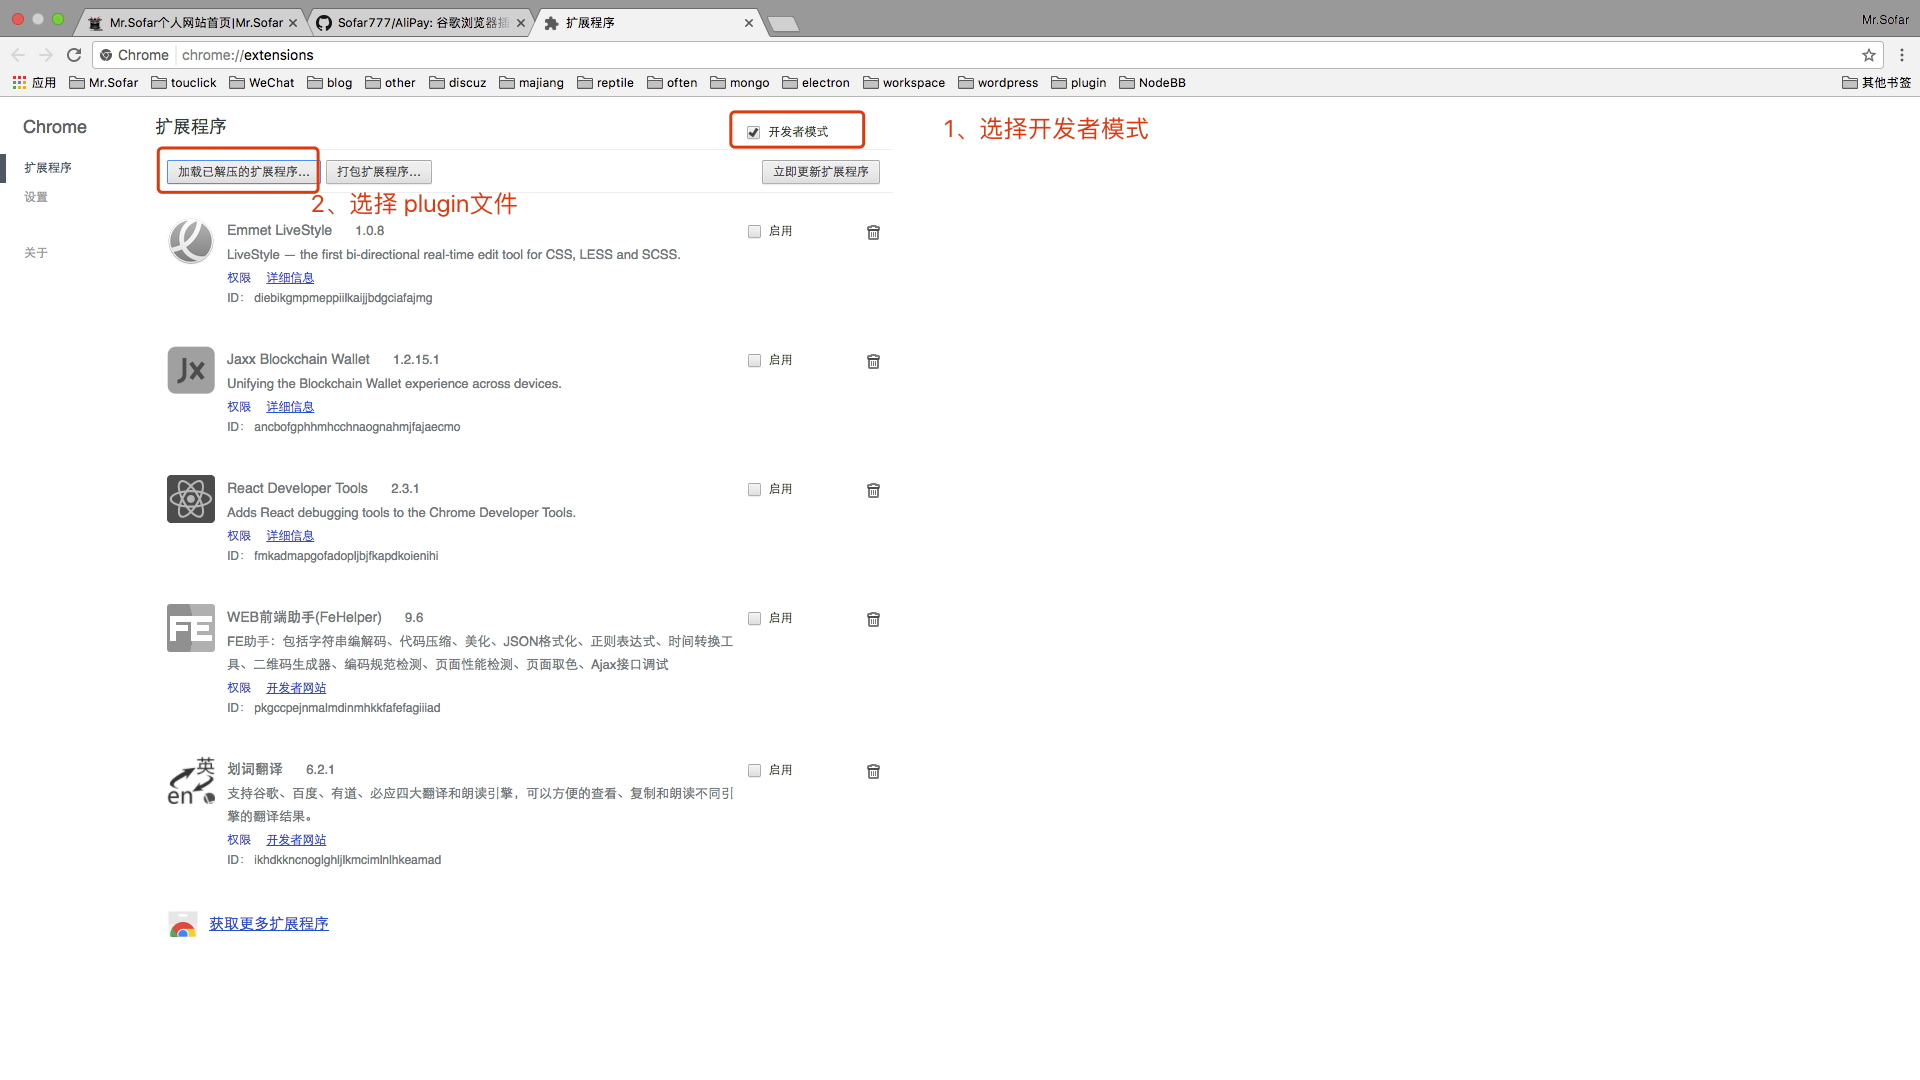 Mr.Sofar个人网站首页|Mr.Sofar
Sofar777/AliPay: 谷歌浏览器插
扩展程序
Mr.Sofar
Chrome chrome://extensions
应用 Mr.Sofar touclick WeChat blog other discuz majiang reptile often mongo electron workspace wordpress plugin NodeBB 其他书签
Chrome
扩展程序
设置
关于
扩展程序
开发者模式
1、选择开发者模式
加载已解压的扩展程序... 打包扩展程序... 立即更新扩展程序
2、选择 plugin文件
Emmet LiveStyle 1.0.8 启用
LiveStyle — the first bi-directional real-time edit tool for CSS, LESS and SCSS.
权限 详细信息
ID: diebikgmpmeppiilkaijjbdgciafajmg
Jx
Jaxx Blockchain Wallet 1.2.15.1 启用
Unifying the Blockchain Wallet experience across devices.
权限 详细信息
ID: ancbofgphhmhcchnaognahmjfajaecmo
React Developer Tools 2.3.1 启用
Adds React debugging tools to the Chrome Developer Tools.
权限 详细信息
ID: fmkadmapgofadopljbjfkapdkoienihi
FE
WEB前端助手(FeHelper) 9.6 启用
FE助手：包括字符串编解码、代码压缩、美化、JSON格式化、正则表达式、时间转换工
具、二维码生成器、编码规范检测、页面性能检测、页面取色、Ajax接口调试
权限 开发者网站
ID: pkgccpejnmalmdinmhkkfafefagiiiad
英
en
划词翻译 6.2.1 启用
支持谷歌、百度、有道、必应四大翻译和朗读引擎，可以方便的查看、复制和朗读不同引
擎的翻译结果。
权限 开发者网站
ID: ikhdkkncnoglghljlkmcimlnlhkeamad
获取更多扩展程序